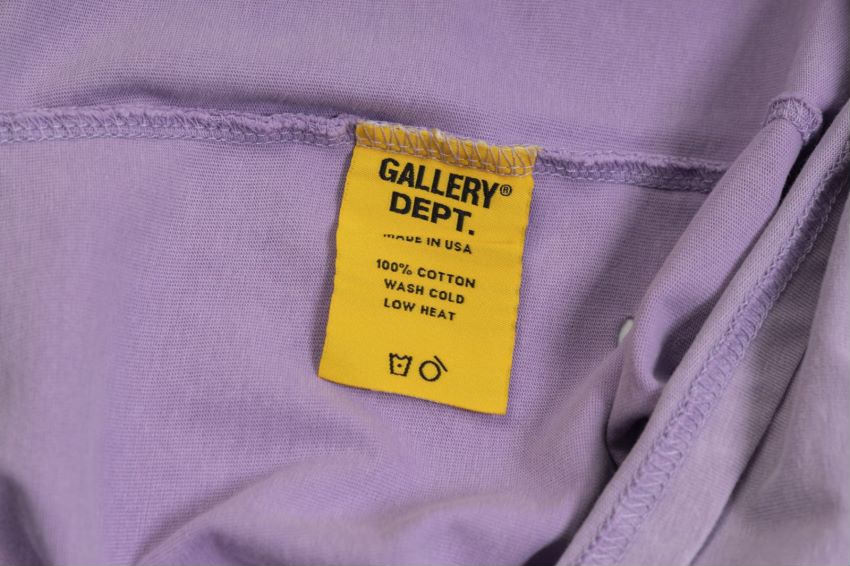 GALLERY®
DEPT.
MADE IN USA
100% COTTON
WASH COLD
LOW HEAT